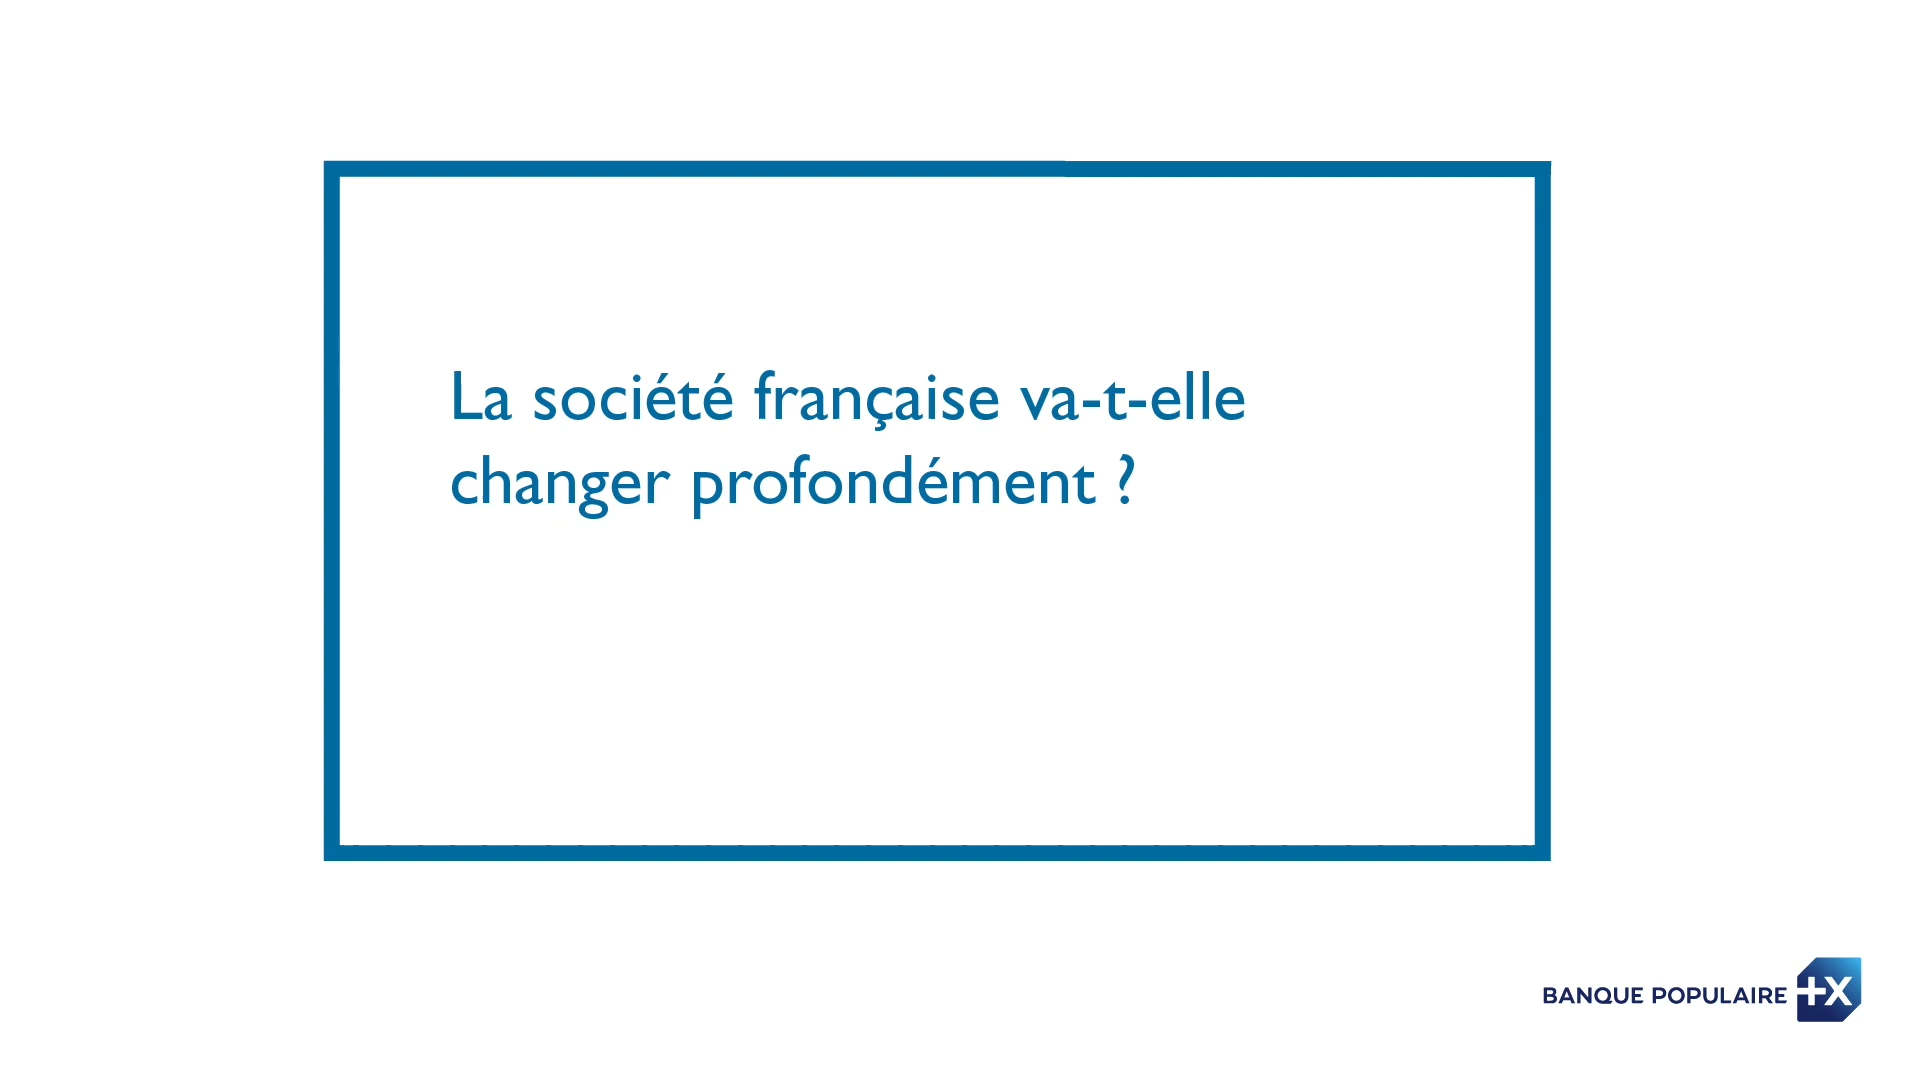 La société française va-t-elle
changer profondément ?
BANQUE POPULAIRE